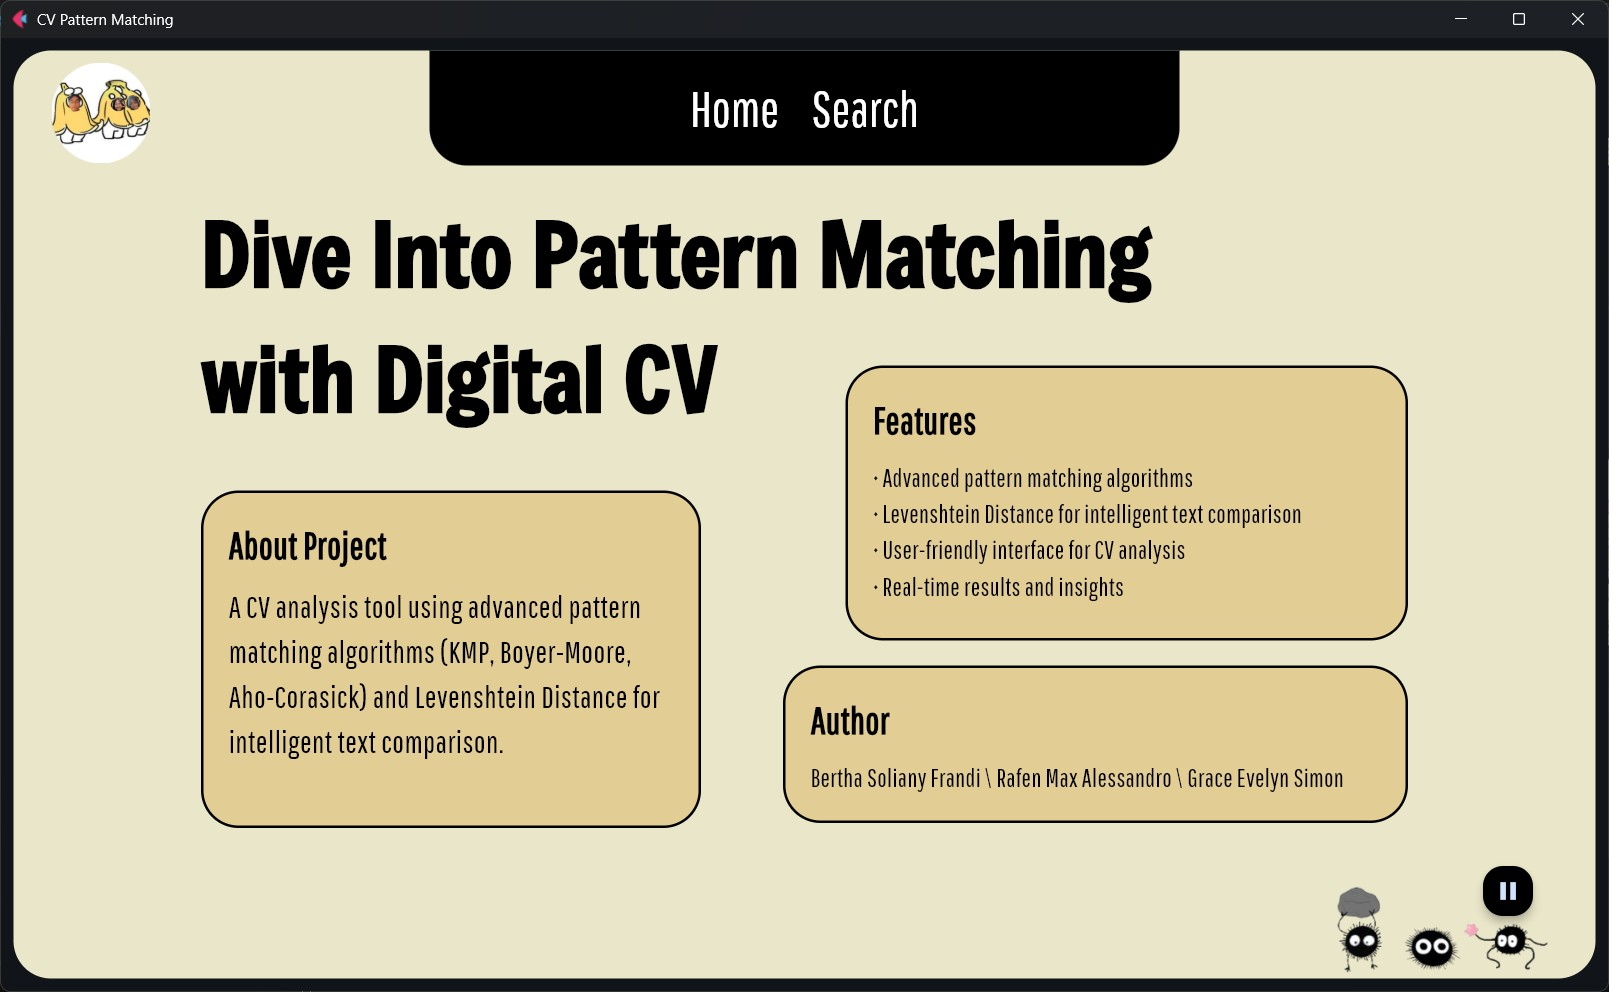 CV Pattern Matching
Home Search
Dive Into Pattern Matching
with Digital CV
About Project
A CV analysis tool using advanced pattern
matching algorithms (KMP, Boyer-Moore,
Aho-Corasick) and Levenshtein Distance for
intelligent text comparison.
Features
• Advanced pattern matching algorithms
• Levenshtein Distance for intelligent text comparison
• User-friendly interface for CV analysis
• Real-time results and insights
Author
Bertha Soliany Frandi \ Rafen Max Alessandro \ Grace Evelyn Simon